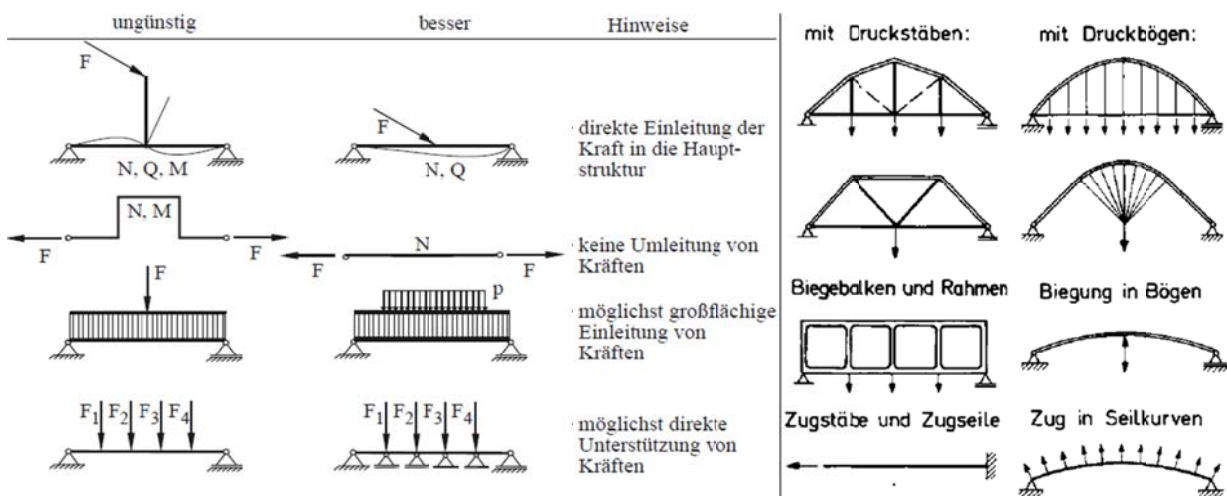 ungünstig besser Hinweise
F
N, Q, M
F
N, Q
· direkte Einleitung der
Kraft in die Haupt-
struktur
N, M
F F
N
F F
· keine Umleitung von
Kräften
F
p
· möglichst großflächige
Einleitung von
Kräften
F1 F2 F3 F4
F1 F2 F3 F4
· möglichst direkte
Unterstützung von
Kräften
mit Druckstäben: mit Druckbögen:
Biegebalken und Rahmen Biegung in Bögen
Zugstäbe und Zugseile Zug in Seilkurven